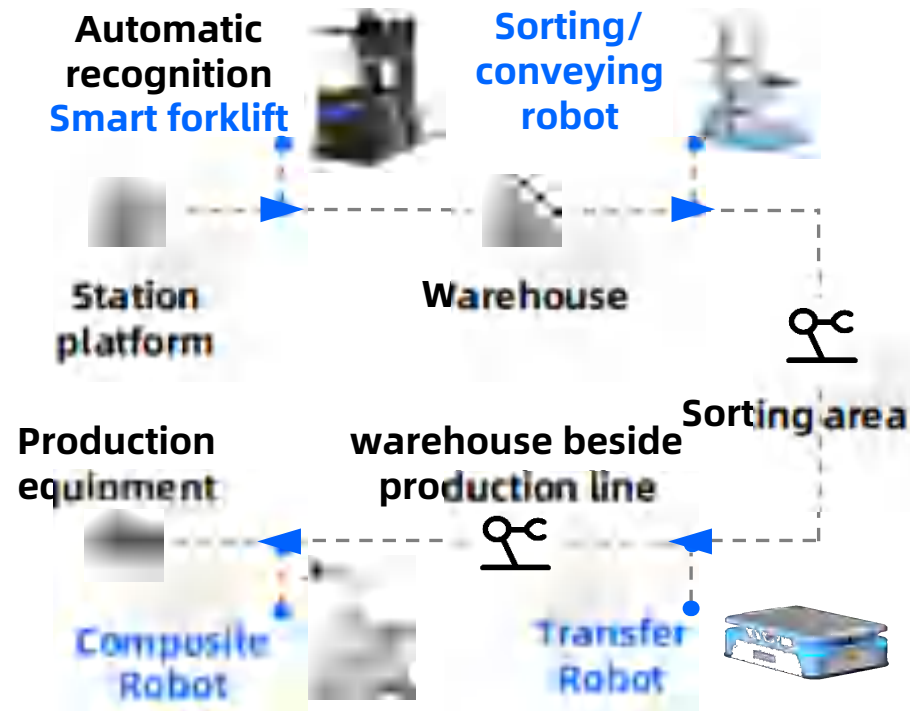 Automatic
recognition
Smart forklift
Sorting/
conveying
robot
Station
platform
Warehouse
Sorting area
Production
equipment
warehouse beside
production line
Composite
Robot
Transfer
Robot